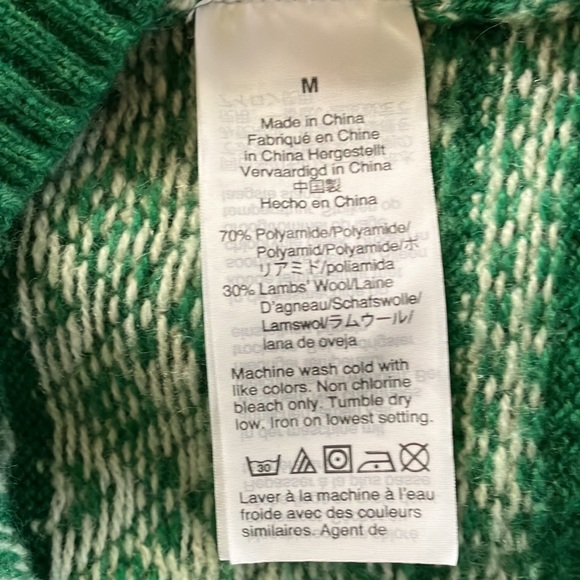 M
Made in China
Fabriqué en Chine
in China Hergestellt
Vervaardigd in China
中国製
Hecho en China
70% Polyamide/Polyamide/
Polyamid/Polyamide/ポ
リアミド/poliamida
30% Lambs' Wool/Laine
D'agneau/Schafswolle/
Lamswol/ラムウール/
lana de oveja
Machine wash cold with
like colors. Non chlorine
bleach only. Tumble dry
low. Iron on lowest setting.
30
Laver à la machine à l'eau
froide avec des couleurs
similaires. Agent de